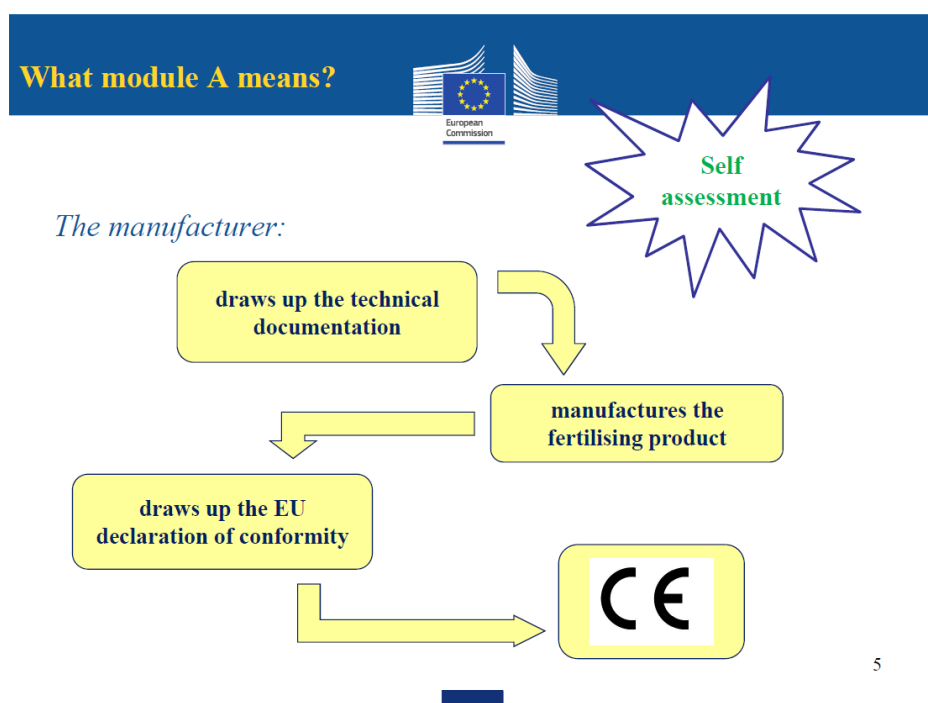 What module A means?
European
Commission
Self
assessment
The manufacturer:
draws up the technical
documentation
manufactures the
fertilising product
draws up the EU
declaration of conformity
CE
5